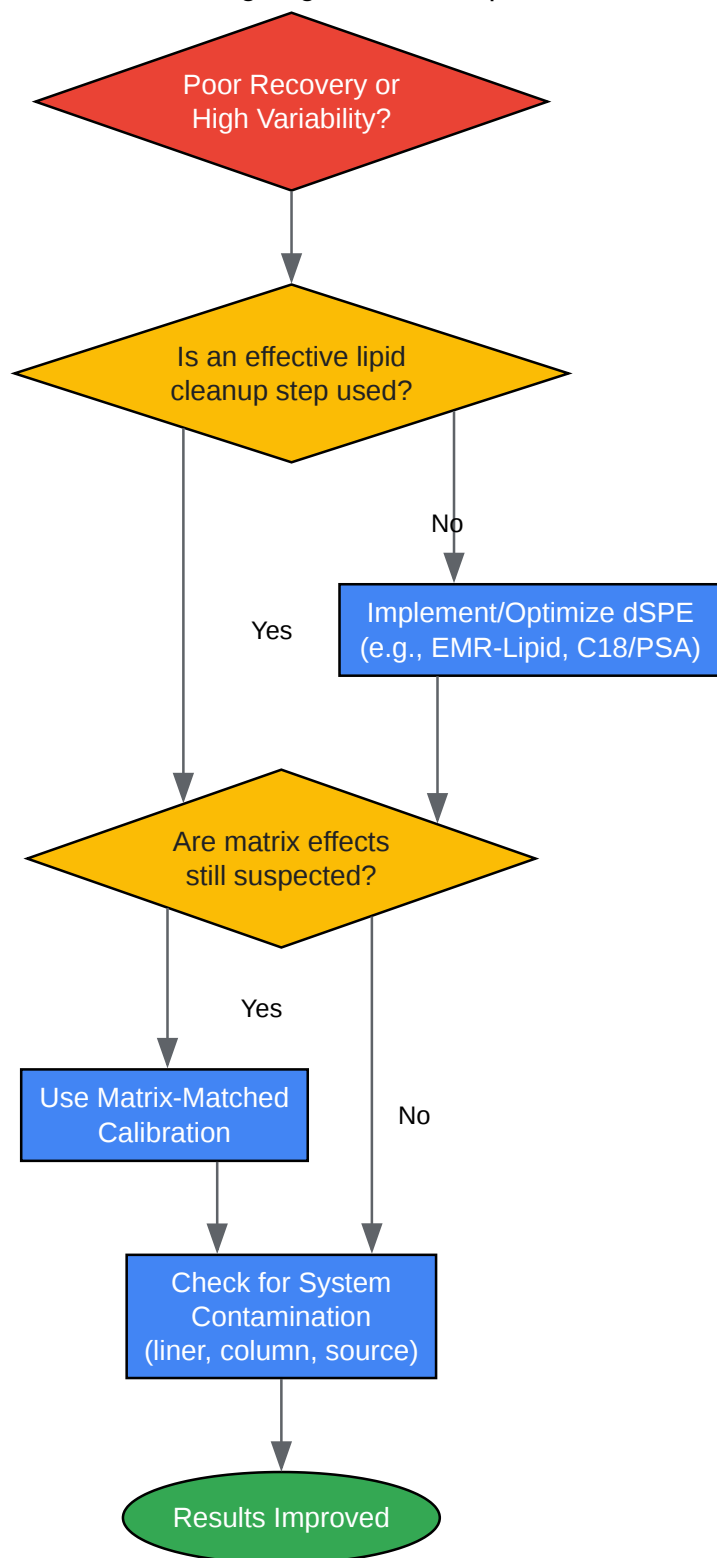 Poor Recovery or
High Variability?
Is an effective lipid
cleanup step used?
No
Implement/Optimize dSPE
(e.g., EMR-Lipid, C18/PSA)
Yes
Are matrix effects
still suspected?
Yes
Use Matrix-Matched
Calibration
No
Check for System
Contamination
(liner, column, source)
Results Improved